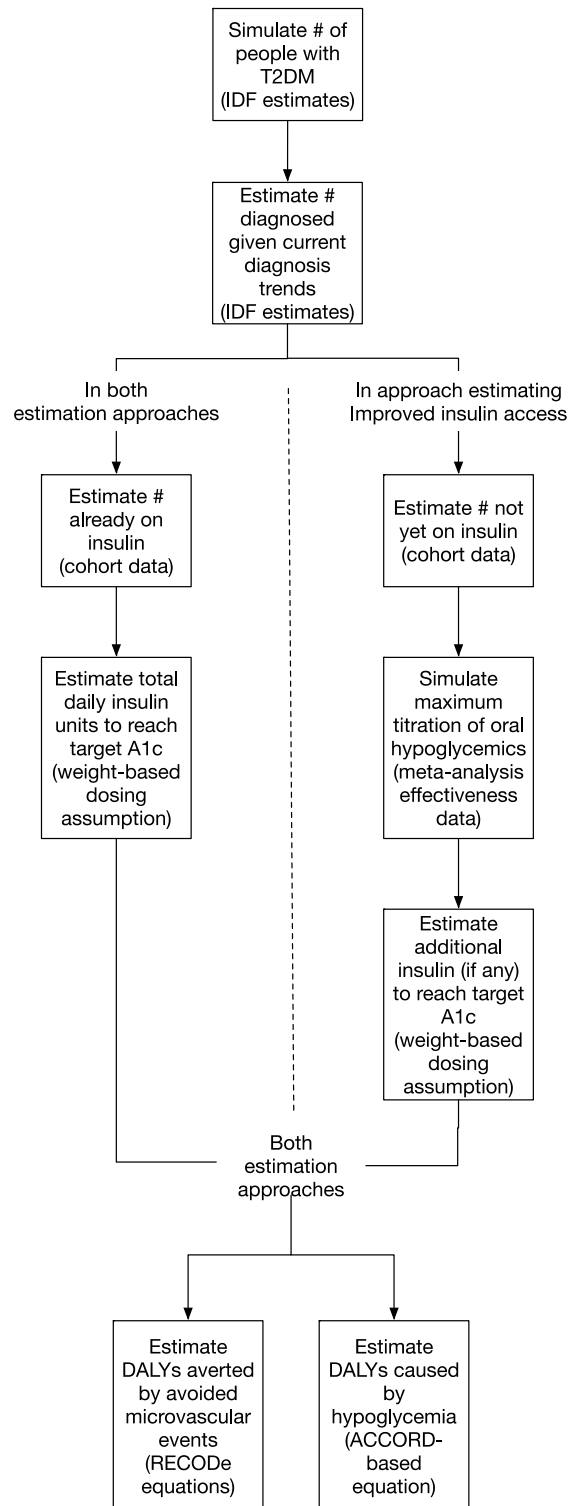 Simulate # of
people with
T2DM
(IDF estimates)
Estimate #
diagnosed
given current
diagnosis
trends
(IDF estimates)
In both
estimation approaches
In approach estimating
Improved insulin access
Estimate #
already on
insulin
(cohort data)
Estimate # not
yet on insulin
(cohort data)
Estimate total
daily insulin
units to reach
target A1c
(weight-based
dosing
assumption)
Simulate
maximum
titration of oral
hypoglycemics
(meta-analysis
effectiveness
data)
Estimate
additional
insulin (if any)
to reach target
A1c
(weight-based
dosing
assumption)
Both
estimation
approaches
Estimate
DALYs averted
by avoided
microvascular
events
(RECODe
equations)
Estimate
DALYs caused
by
hypoglycemia
(ACCORD-
based
equation)